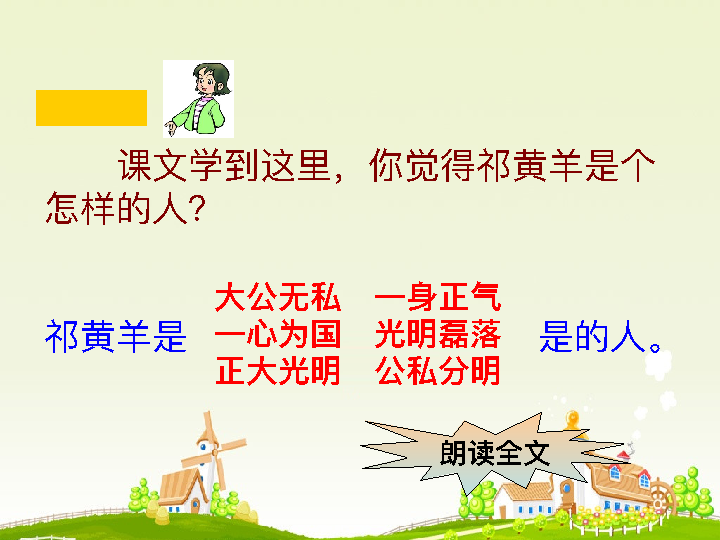 课文学到这里，你觉得祁黄羊是个
怎样的人？
大公无私 一身正气
祁黄羊是 一心为国 光明磊落 是的人。
正大光明 公私分明
朗读全文